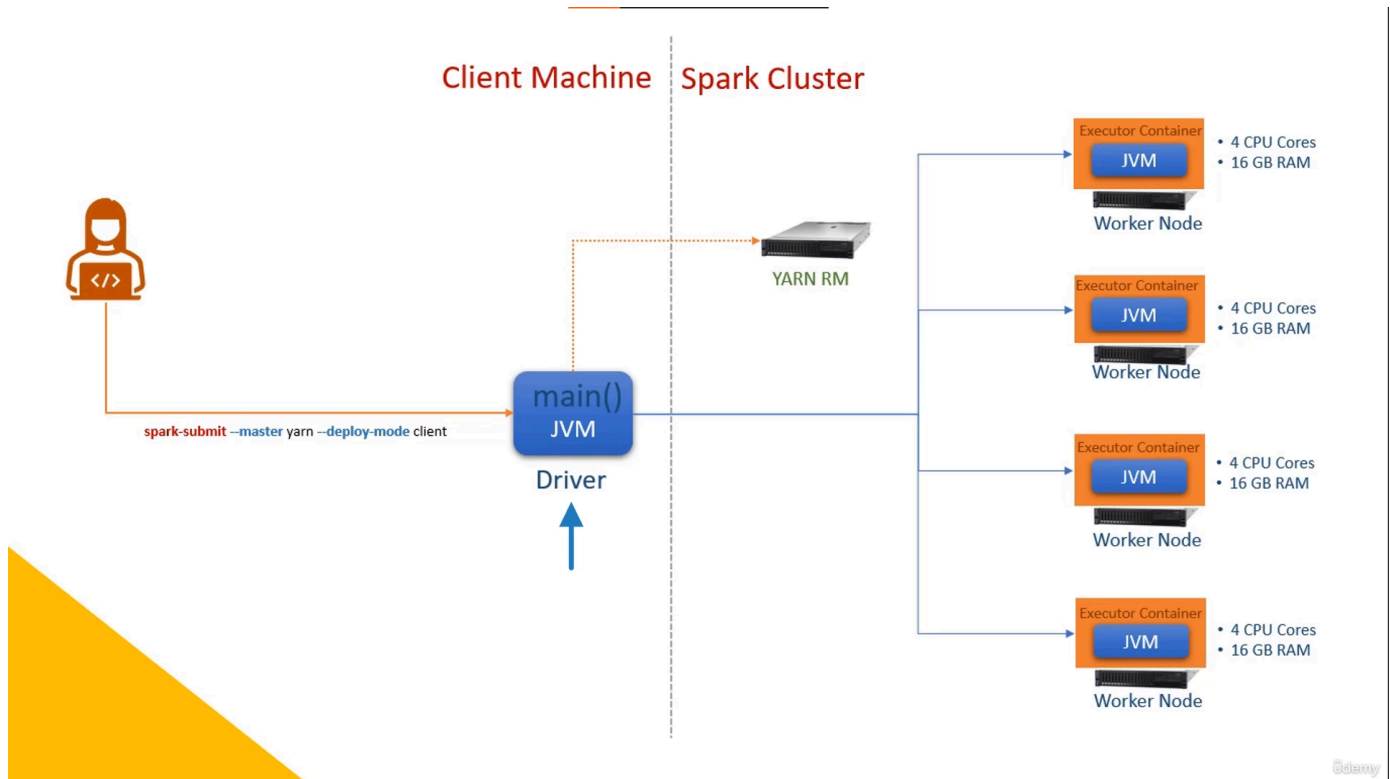 Client Machine
Spark Cluster
Executor Container
JVM
• 4 CPU Cores
• 16 GB RAM
Worker Node
YARN RM
</>
Executor Container
JVM
• 4 CPU Cores
• 16 GB RAM
Worker Node
main()
JVM
Driver
spark-submit --master yarn --deploy-mode client
Executor Container
JVM
• 4 CPU Cores
• 16 GB RAM
Worker Node
Executor Container
JVM
• 4 CPU Cores
• 16 GB RAM
Worker Node
ûdemy